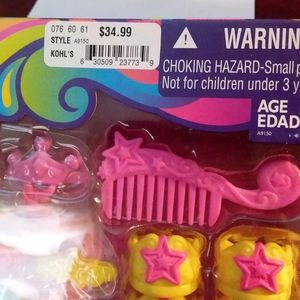 076 60 61 $34.99
STYLE A9150
KOHL'S
6 30509 23773 9
WARNIN
CHOKING HAZARD-Small p
Not for children under 3 y
AGE
EDAD
A9150